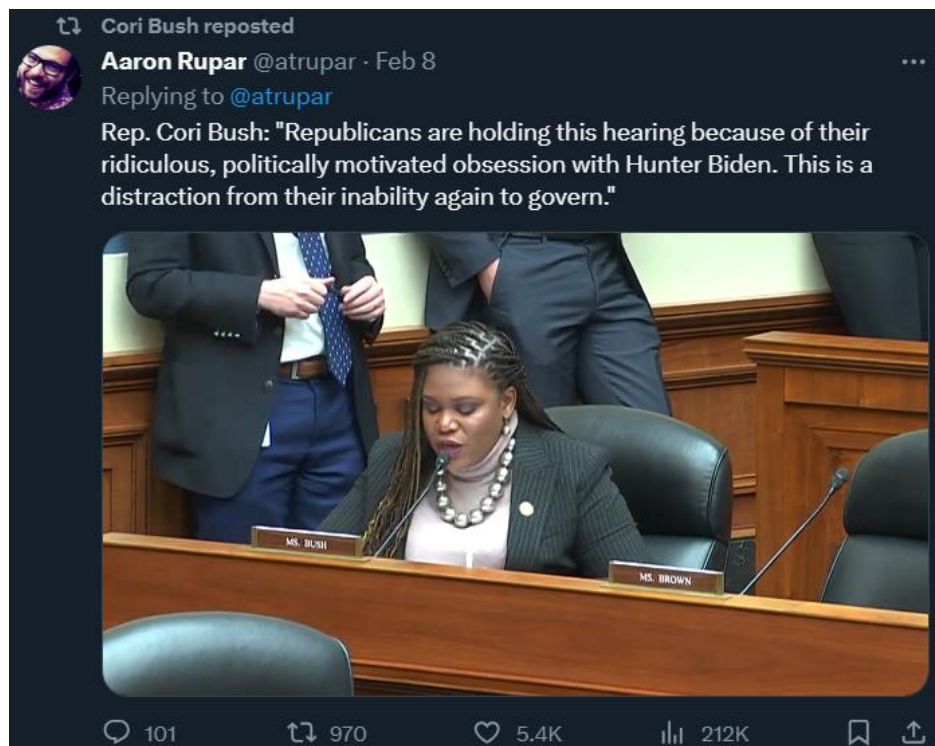 Cori Bush reposted
Aaron Rupar @atrupar · Feb 8
Replying to @atrupar
Rep. Cori Bush: "Republicans are holding this hearing because of their
ridiculous, politically motivated obsession with Hunter Biden. This is a
distraction from their inability again to govern."
MS. BUSH
MS. BROWN
101 970 5.4K 212K